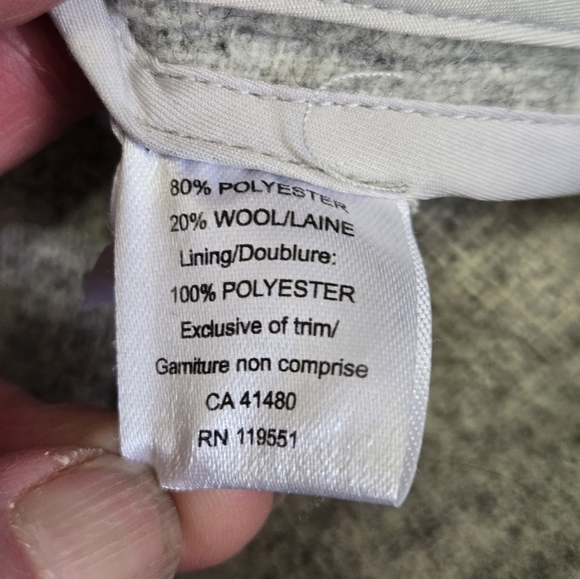 80% POLYESTER
20% WOOL/LAINE
Lining/Doublure:
100% POLYESTER
Exclusive of trim/
Garniture non comprise
CA 41480
RN 119551